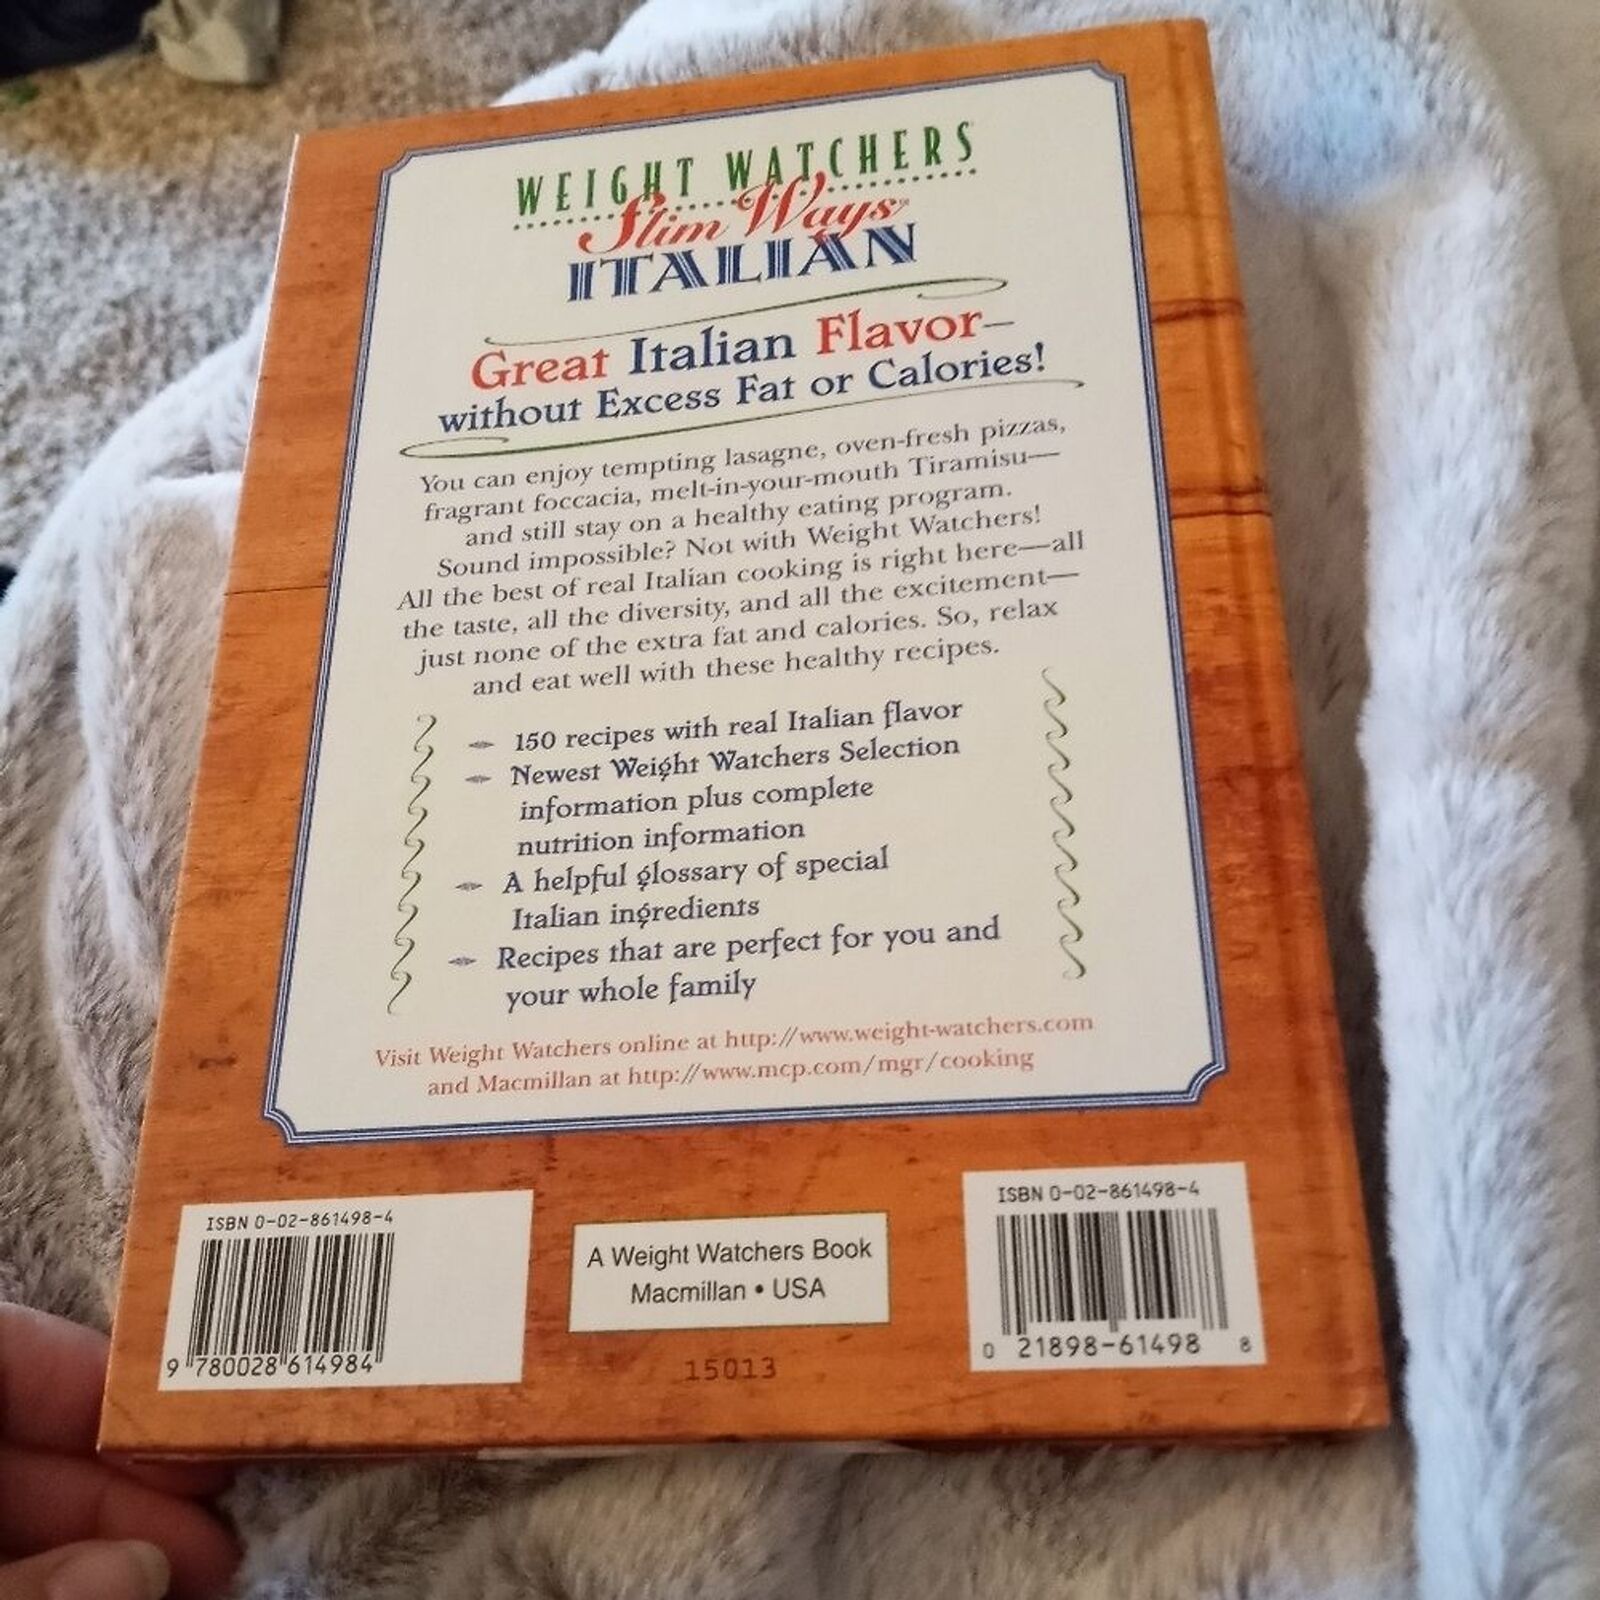 WEIGHT WATCHERS
Slim Ways℠
ITALIAN
Great Italian Flavor–
without Excess Fat or Calories!
You can enjoy tempting lasagne, oven-fresh pizzas,
fragrant foccacia, melt-in-your-mouth Tiramisu—
and still stay on a healthy eating program.
Sound impossible? Not with Weight Watchers!
All the best of real Italian cooking is right here—all
the taste, all the diversity, and all the excitement—
just none of the extra fat and calories. So, relax
and eat well with these healthy recipes.
150 recipes with real Italian flavor
Newest Weight Watchers Selection
information plus complete
nutrition information
A helpful glossary of special
Italian ingredients
Recipes that are perfect for you and
your whole family
Visit Weight Watchers online at http://www.weight-watchers.com
and Macmillan at http://www.mcp.com/mgr/cooking
ISBN 0-02-861498-4
9 780028 614984
A Weight Watchers Book
Macmillan • USA
15013
ISBN 0-02-861498-4
0 21898-61498 8